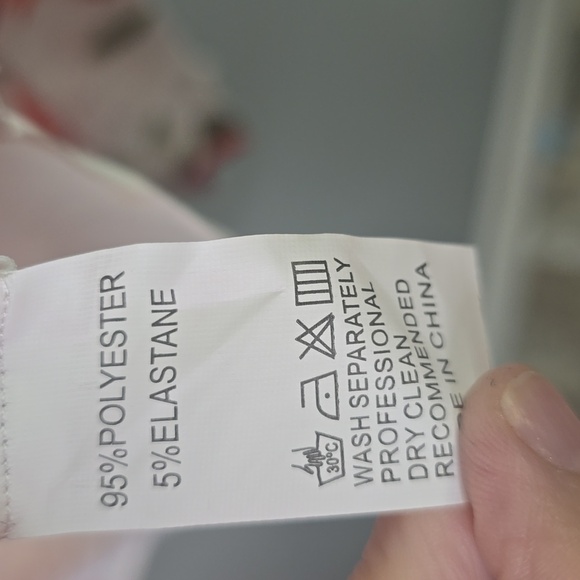 95%POLYESTER
5%ELASTANE
30°C
WASH SEPARATELY
PROFESSIONAL
DRY CLEANED
RECOMMENDED
IN CHINA